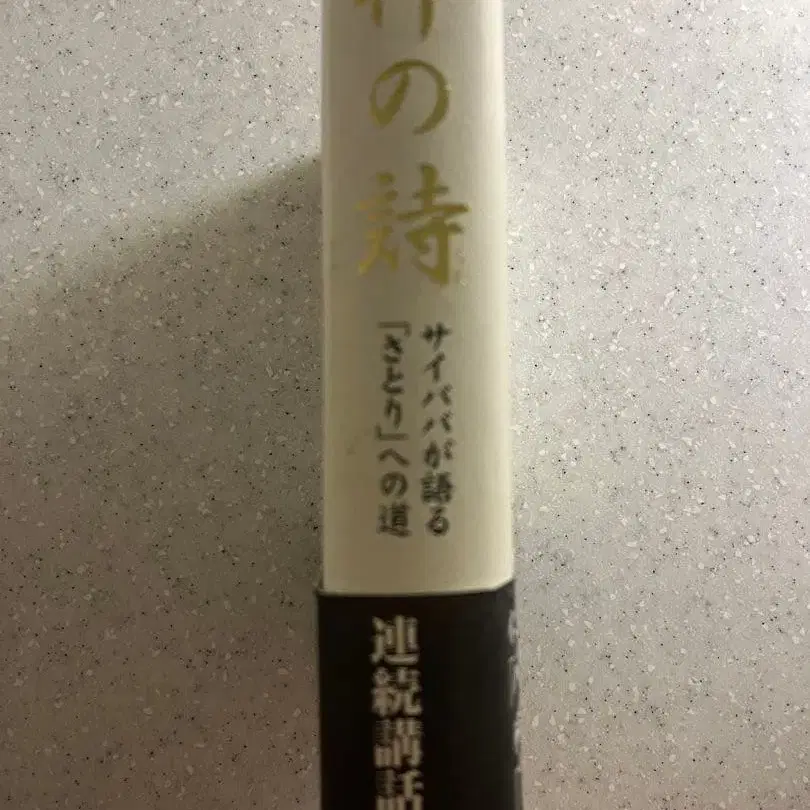 の詩
サイババが語る
「さとり」への道
連続講話